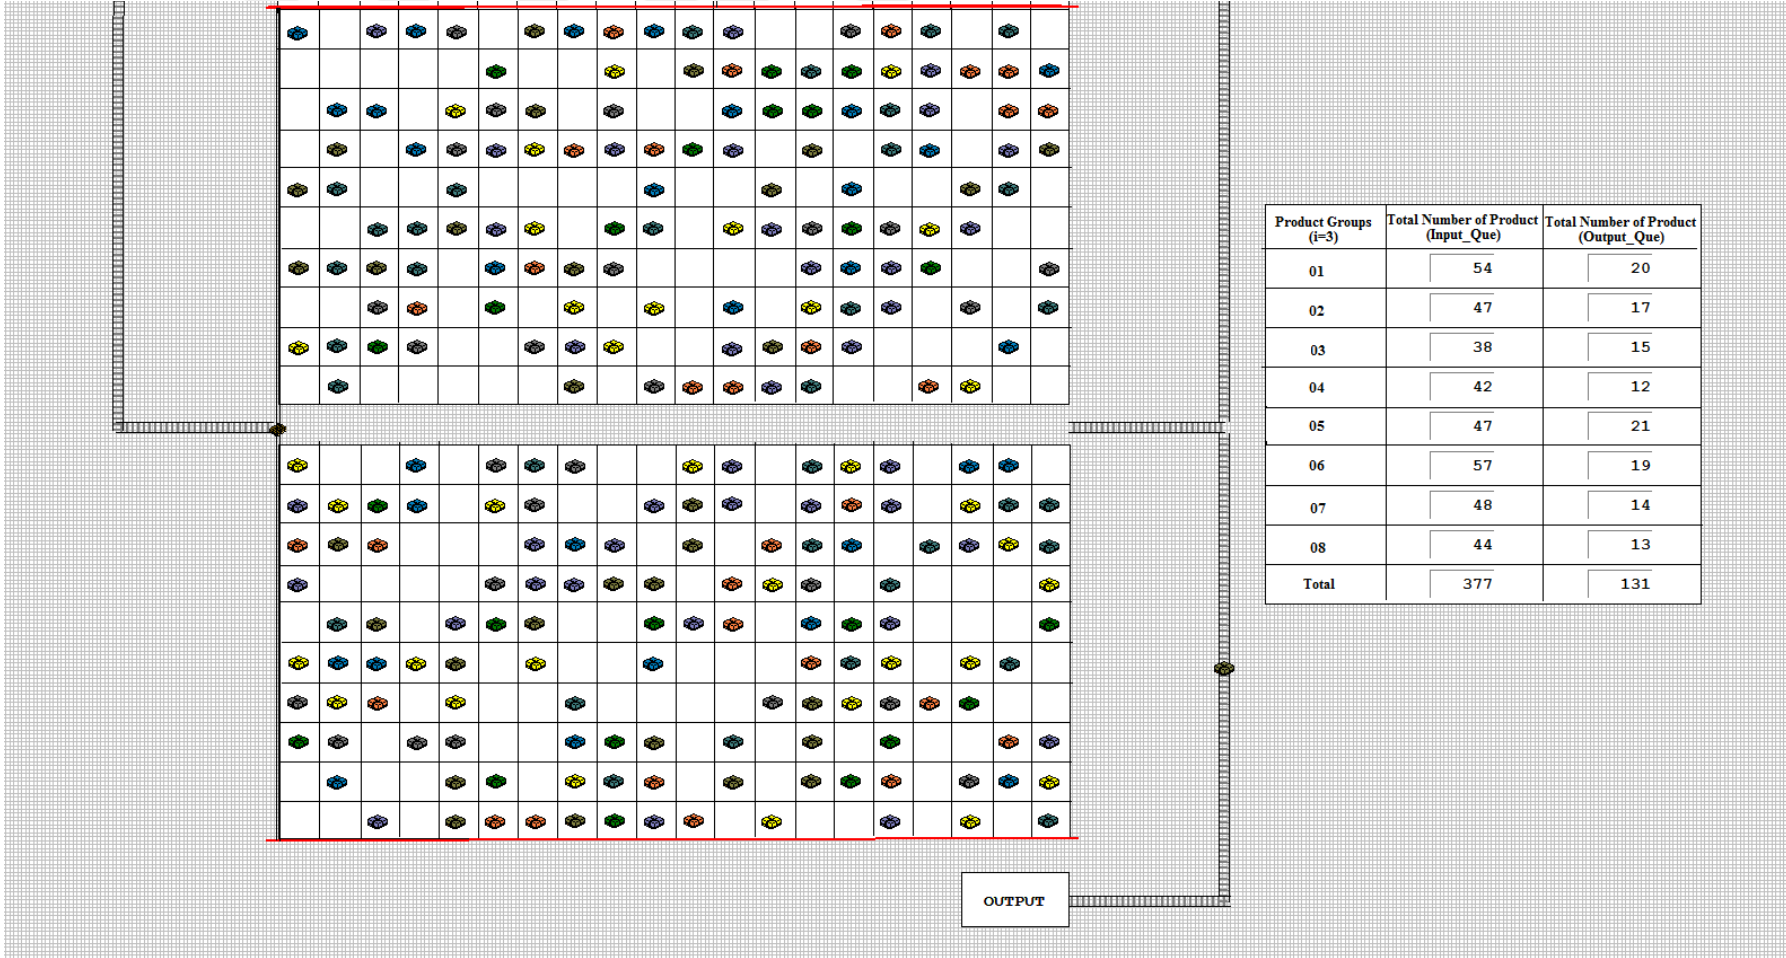 Product Groups
(i=3)
Total Number of Product
(Input_Que)
Total Number of Product
(Output_Que)
01 54 20
02 47 17
03 38 15
04 42 12
05 47 21
06 57 19
07 48 14
08 44 13
Total 377 131
OUTPUT